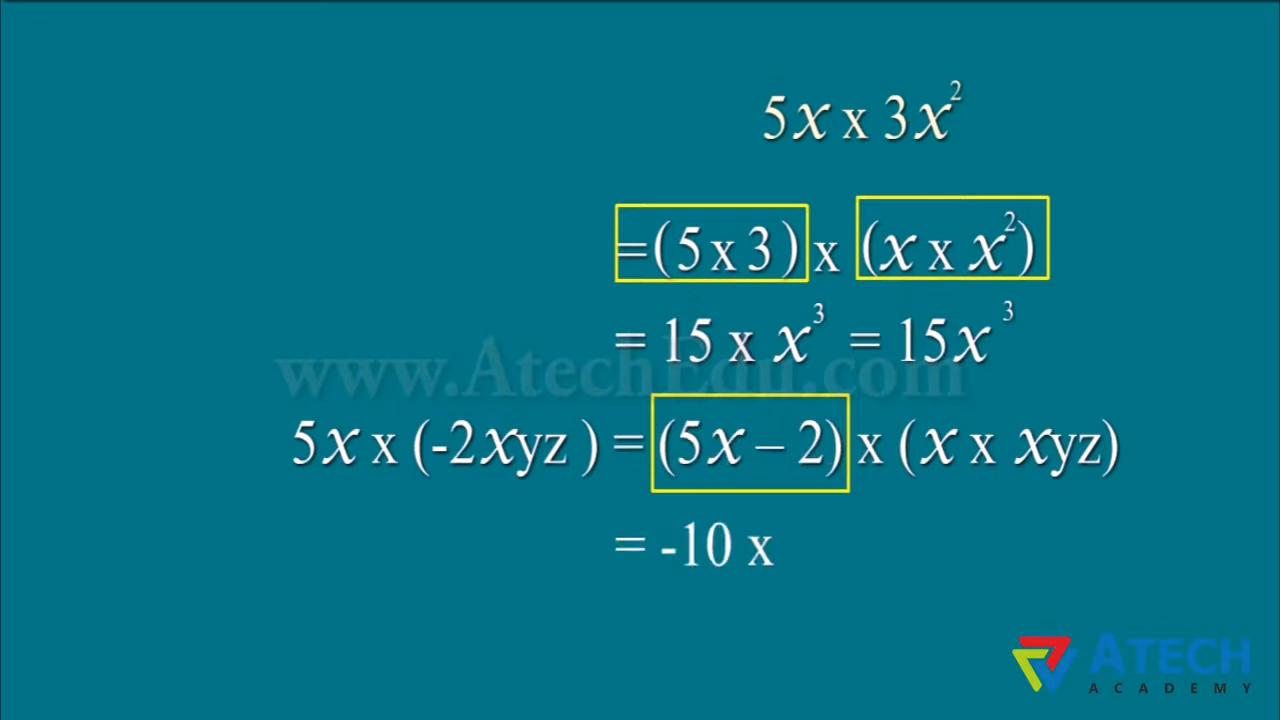 5x x 3x²
=(5 x 3) x (x x x²)
= 15 x x³ = 15x³
www.AtechEdu.com
5x x (-2xyz ) = (5x – 2) x (x x xyz)
= -10 x
ATECH
ACADEMY